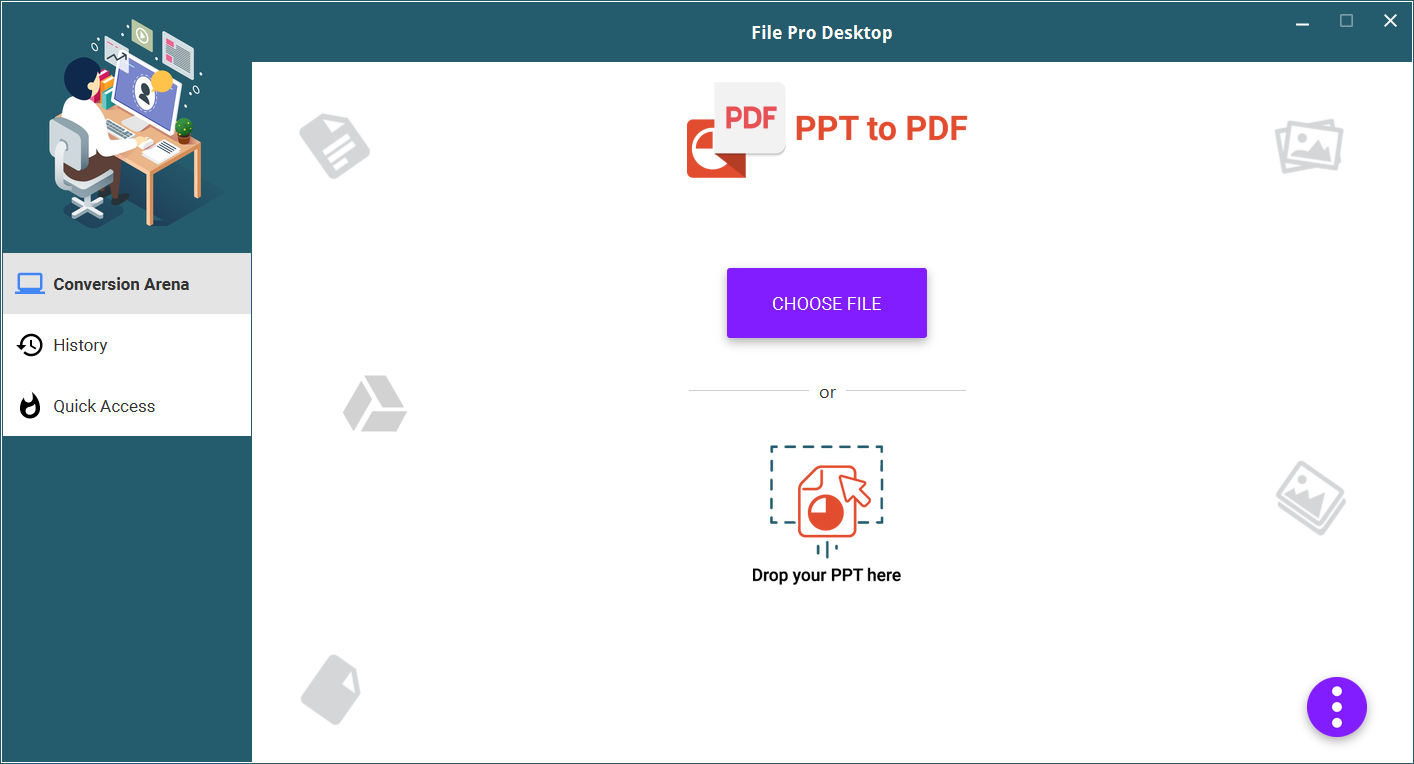 File Pro Desktop
PDF
PPT to PDF
Conversion Arena
History
Quick Access
CHOOSE FILE
or
Drop your PPT here